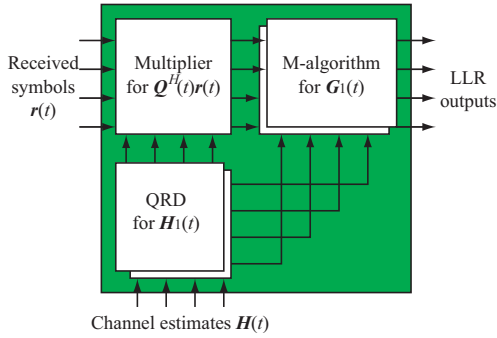 Received
symbols
r(t)
Multiplier
for Q^H(t)r(t)
M-algorithm
for G1(t)
LLR
outputs
QRD
for H1(t)
Channel estimates H(t)